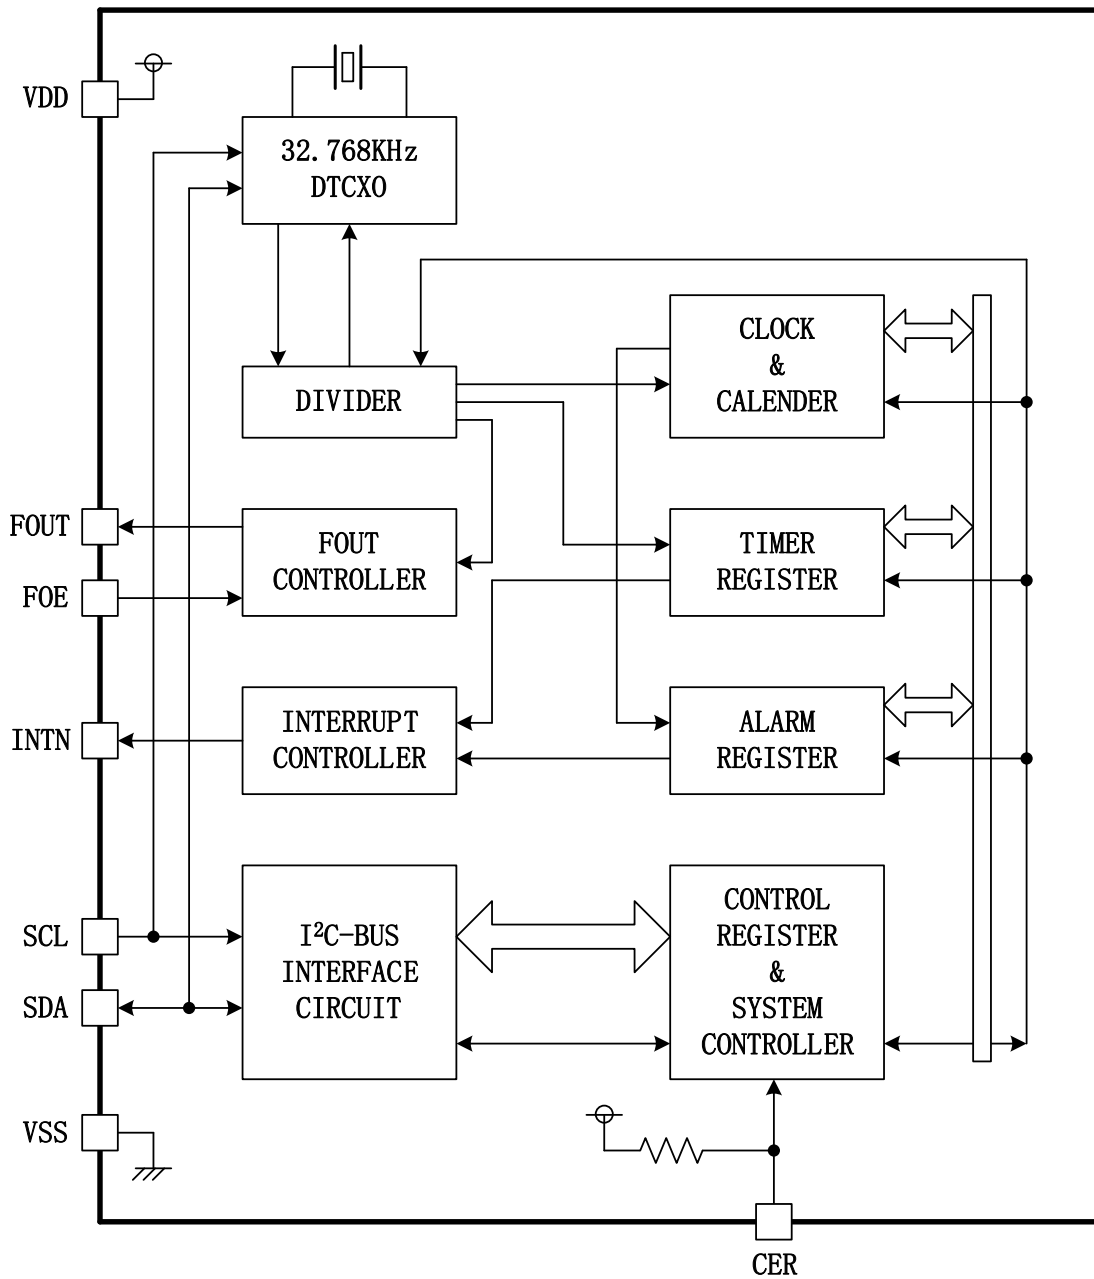 VDD
32.768KHz
DTCXO
CLOCK
&
CALENDER
DIVIDER
FOUT
FOE
FOUT
CONTROLLER
TIMER
REGISTER
INTN
INTERRUPT
CONTROLLER
ALARM
REGISTER
SCL
SDA
I²C-BUS
INTERFACE
CIRCUIT
CONTROL
REGISTER
&
SYSTEM
CONTROLLER
VSS
CER